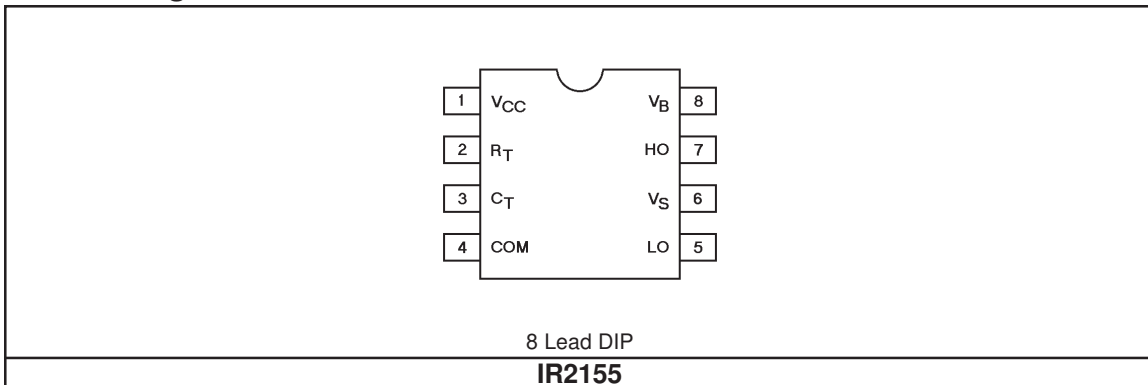 1 VCC VB 8
2 RT HO 7
3 CT VS 6
4 COM LO 5
8 Lead DIP
IR2155